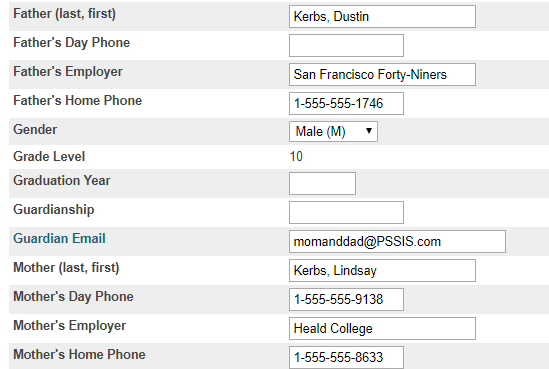 Father (last, first) Kerbs, Dustin
Father's Day Phone
Father's Employer San Francisco Forty-Niners
Father's Home Phone 1-555-555-1746
Gender Male (M)
Grade Level 10
Graduation Year
Guardianship
Guardian Email momanddad@PSSIS.com
Mother (last, first) Kerbs, Lindsay
Mother's Day Phone 1-555-555-9138
Mother's Employer Heald College
Mother's Home Phone 1-555-555-8633